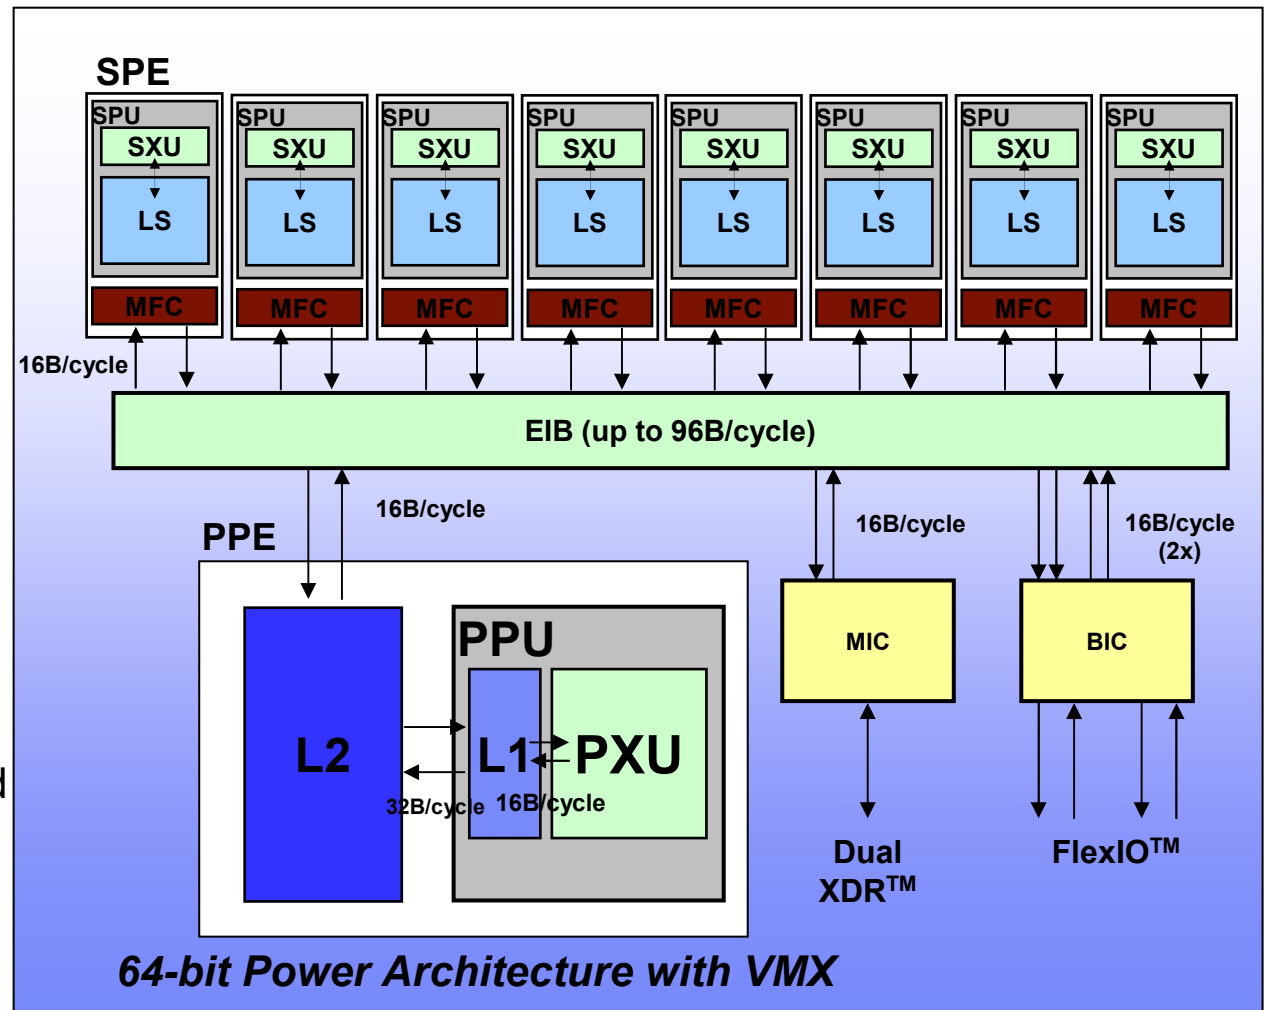 SPE
SPU SPU SPU SPU SPU SPU SPU SPU
SXU SXU SXU SXU SXU SXU SXU SXU
LS LS LS LS LS LS LS LS
MFC MFC MFC MFC MFC MFC MFC MFC
16B/cycle
EIB (up to 96B/cycle)
16B/cycle
16B/cycle
16B/cycle
(2x)
PPE
PPU
MIC
BIC
L2
L1
PXU
d
32B/cycle
16B/cycle
Dual
XDR™
FlexIO™
64-bit Power Architecture with VMX